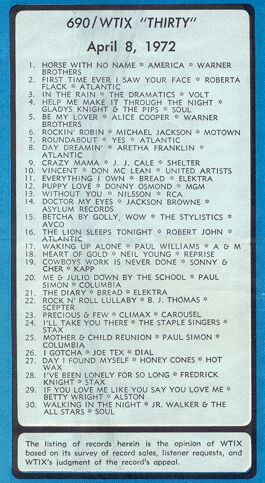 690/WTIX "THIRTY"
April 8, 1972
1. HORSE WITH NO NAME * AMERICA * WARNER
BROTHERS
2. FIRST TIME EVER I SAW YOUR FACE * ROBERTA
FLACK * ATLANTIC
3. IN THE RAIN * THE DRAMATICS * VOLT
4. HELP ME MAKE IT THROUGH THE NIGHT *
GLADYS KNIGHT & THE PIPS * SOUL
5. BE MY LOVER * ALICE COOPER * WARNER
BROTHERS
6. ROCKIN' ROBIN * MICHAEL JACKSON * MOTOWN
7. ROUNDABOUT * YES * ATLANTIC
8. DAY DREAMIN' * ARETHA FRANKLIN *
ATLANTIC
9. CRAZY MAMA * J. J. CALE * SHELTER
10. VINCENT * DON MC LEAN * UNITED ARTISTS
11. EVERYTHING I OWN * BREAD * ELEKTRA
12. PUPPY LOVE * DONNY OSMOND * MGM
13. WITHOUT YOU * NILSSON * RCA
14. DOCTOR MY EYES * JACKSON BROWNE *
ASYLUM RECORDS
15. BETCHA BY GOLLY, WOW * THE STYLISTICS *
AVCO
16. THE LION SLEEPS TONIGHT * ROBERT JOHN *
ATLANTIC
17. WAKING UP ALONE * PAUL WILLIAMS * A & M
18. HEART OF GOLD * NEIL YOUNG * REPRISE
19. COWBOYS WORK IS NEVER DONE * SONNY &
CHER * KAPP
20. ME & JULIO DOWN BY THE SCHOOL * PAUL
SIMON * COLUMBIA
21. THE DIARY * BREAD * ELEKTRA
22. ROCK N' ROLL LULLABY * B. J. THOMAS *
SCEPTER
23. PRECIOUS & FEW * CLIMAX * CAROUSEL
24. I'LL TAKE YOU THERE * THE STAPLE SINGERS *
STAX
25. MOTHER & CHILD REUNION * PAUL SIMON *
COLUMBIA
26. I GOTCHA * JOE TEX * DIAL
27. DAY I FOUND MYSELF * HONEY CONES * HOT
WAX
28. I'VE BEEN LONELY FOR SO LONG * FREDRICK
KNIGHT * STAX
29. IF YOU LOVE ME LIKE YOU SAY YOU LOVE ME *
BETTY WRIGHT * ALSTON
30. WALKING IN THE NIGHT * JR. WALKER & THE
ALL STARS * SOUL
The listing of records herein is the opinion of WTIX
based on its survey of record sales, listener requests, and
WTIX's judgment of the record's appeal.